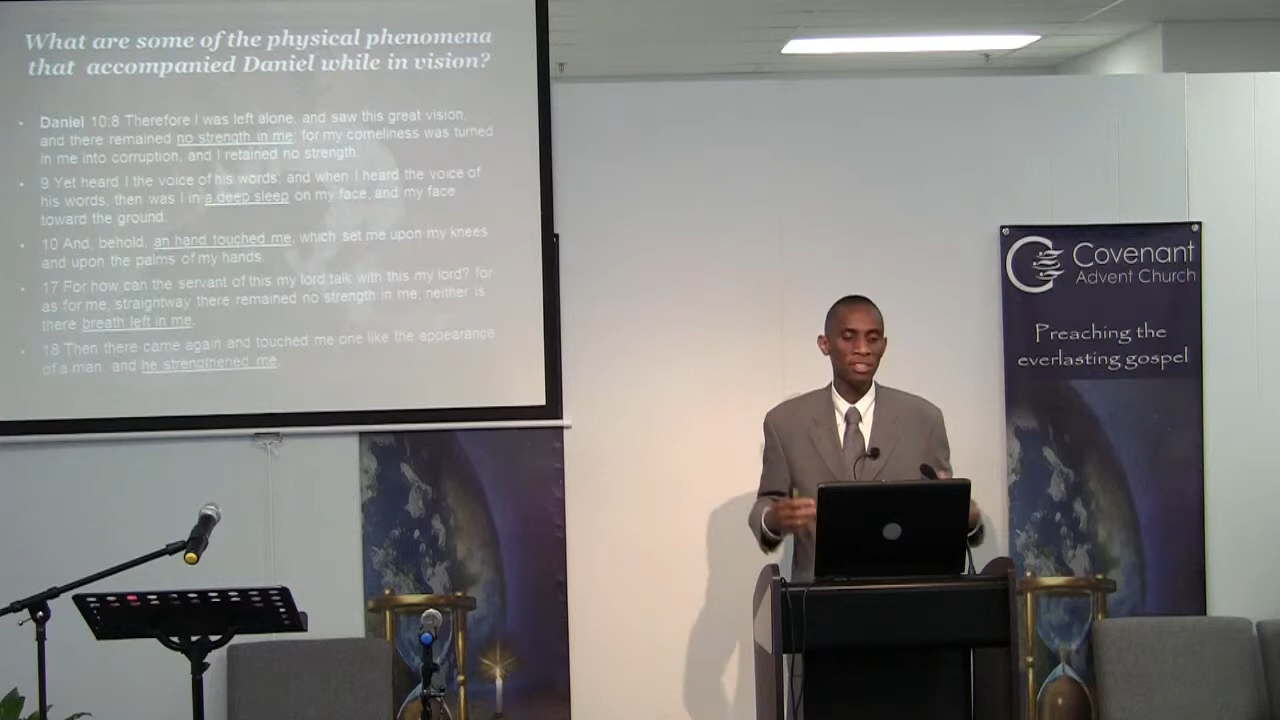 What are some of the physical phenomena
that accompanied Daniel while in vision?
• Daniel 10:8 Therefore I was left alone, and saw this great vision,
and there remained no strength in me: for my comeliness was turned
in me into corruption, and I retained no strength.
• 9 Yet heard I the voice of his words: and when I heard the voice of
his words, then was I in a deep sleep on my face, and my face
toward the ground.
• 10 And, behold, an hand touched me, which set me upon my knees
and upon the palms of my hands.
• 17 For how can the servant of this my lord talk with this my lord? for
as for me, straightway there remained no strength in me, neither is
there breath left in me.
• 18 Then there came again and touched me one like the appearance
of a man, and he strengthened me.
Covenant
Advent Church
Preaching the
everlasting gospel